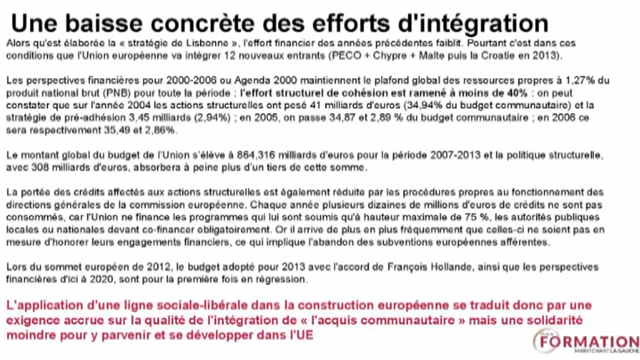 Une baisse concrète des efforts d'intégration
Alors qu'est élaborée la « stratégie de Lisbonne », l'effort financier des années précédentes faiblit. Pourtant c'est dans ces
conditions que l'Union européenne va intégrer 12 nouveaux entrants (PECO + Chypre + Malte puis la Croatie en 2013).
Les perspectives financières pour 2000-2006 ou Agenda 2000 maintiennent le plafond global des ressources propres à 1,27% du
produit national brut (PNB) pour toute la période ; l'effort structurel de cohésion est ramené à moins de 40% : on peut
constater que sur l'année 2004 les actions structurelles ont pesé 41 milliards d'euros (34,94% du budget communautaire) et la
stratégie de pré-adhésion 3,45 milliards (2,94%) ; en 2005, on passe 34,87 et 2,89 % du budget communautaire ; en 2006 ce
sera respectivement 35,49 et 2,86%.
Le montant global du budget de l'Union s'élève à 864,316 milliards d'euros pour la période 2007-2013 et la politique structurelle,
avec 308 milliards d'euros, absorbera à peine plus d'un tiers de cette somme.
La portée des crédits affectés aux actions structurelles est également réduite par les procédures propres au fonctionnement des
directions générales de la commission européenne. Chaque année plusieurs dizaines de millions d'euros de crédits ne sont pas
consommés, car l'Union ne finance les programmes qui lui sont soumis qu'à hauteur maximale de 75 %, les autorités publiques
locales ou nationales devant co-financer obligatoirement. Or il arrive de plus en plus fréquemment que celles-ci ne soient pas en
mesure d'honorer leurs engagements financiers, ce qui implique l'abandon des subventions européennes afférentes.
Lors du sommet européen de 2012, le budget adopté pour 2013 avec l'accord de François Hollande, ainsi que les perspectives
financières d'ici à 2020, sont pour la première fois en régression.
L'application d'une ligne sociale-libérale dans la construction européenne se traduit donc par une
exigence accrue sur la qualité de l'intégration de « l'acquis communautaire » mais une solidarité
moindre pour y parvenir et se développer dans l'UE
FORMATION
MAINTENANT LA GAUCHE